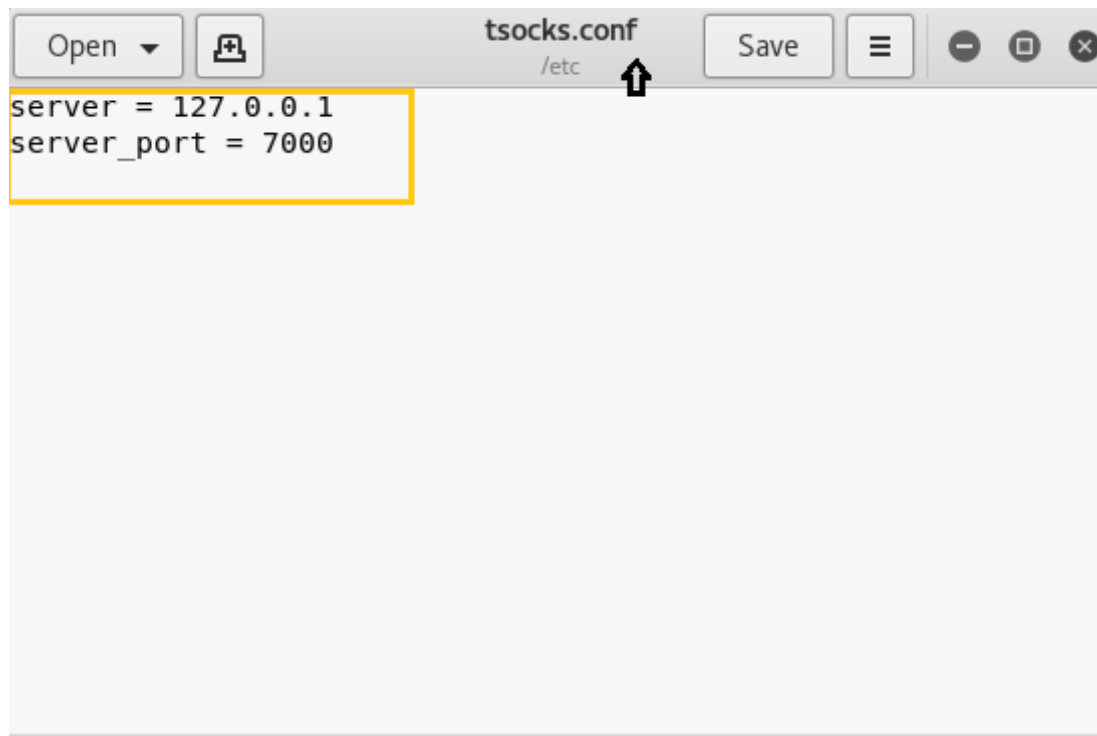 Open
tsocks.conf
/etc
Save
server = 127.0.0.1
server_port = 7000